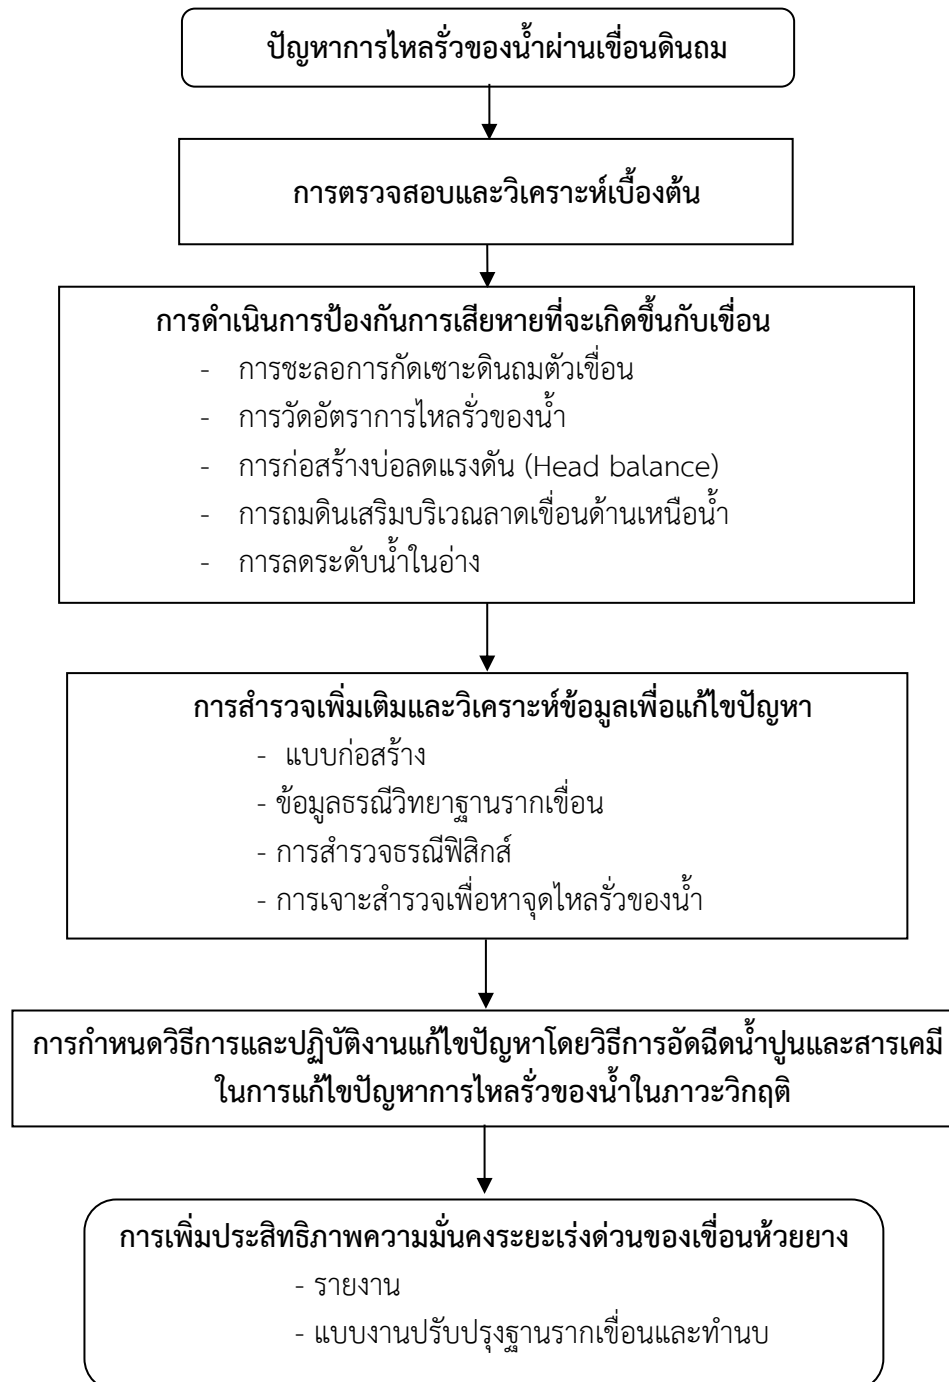 ปัญหาการไหลรั่วของน้ำผ่านเขื่อนดินถม
การตรวจสอบและวิเคราะห์เบื้องต้น
การดำเนินการป้องกันการเสียหายที่จะเกิดขึ้นกับเขื่อน
- การชะลอการกัดเซาะดินถมตัวเขื่อน
- การวัดอัตราการไหลรั่วของน้ำ
- การก่อสร้างบ่อลดแรงดัน (Head balance)
- การถมดินเสริมบริเวณลาดเขื่อนด้านเหนือน้ำ
- การลดระดับน้ำในอ่าง
การสำรวจเพิ่มเติมและวิเคราะห์ข้อมูลเพื่อแก้ไขปัญหา
- แบบก่อสร้าง
- ข้อมูลธรณีวิทยาฐานรากเขื่อน
- การสำรวจธรณีฟิสิกส์
- การเจาะสำรวจเพื่อหาจุดไหลรั่วของน้ำ
การกำหนดวิธีการและปฏิบัติงานแก้ไขปัญหาโดยวิธีการอัดฉีดน้ำปูนและสารเคมี
ในการแก้ไขปัญหาการไหลรั่วของน้ำในภาวะวิกฤติ
การเพิ่มประสิทธิภาพความมั่นคงระยะเร่งด่วนของเขื่อนห้วยยาง
- รายงาน
- แบบงานปรับปรุงฐานรากเขื่อนและทำนบ